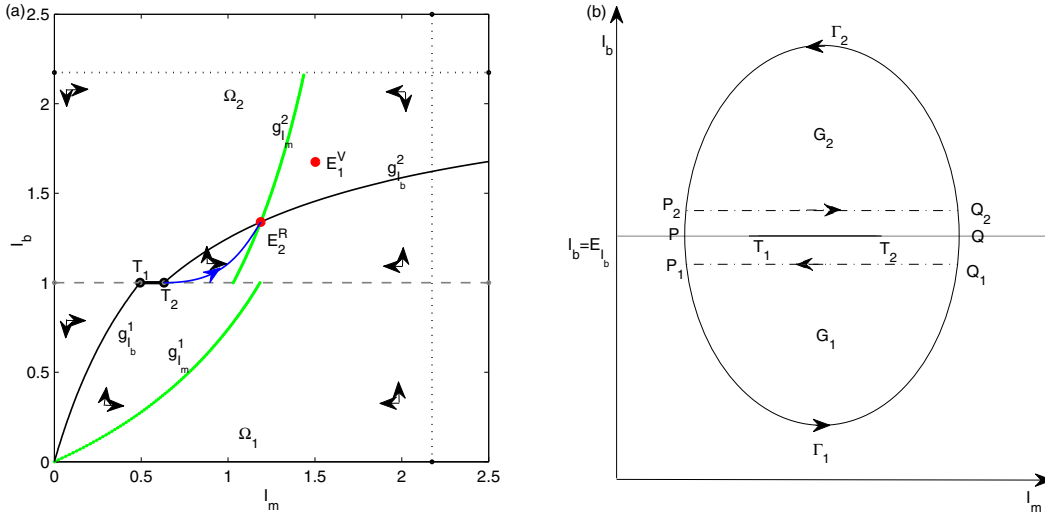 (a)
2.5
2
1.5
1
0.5
0
0
0.5
1
1.5
2
2.5
I_b
I_m
Ω_2
g^2_{I_m}
E_1^V
g^2_{I_b}
E_2^R
T_1
T_2
g^1_{I_b}
g^1_{I_m}
Ω_1
(b)
I_b
Γ_2
G_2
P_2
Q_2
P
Q
I_b=E_{I_b}
T_1
T_2
P_1
Q_1
G_1
Γ_1
I_m